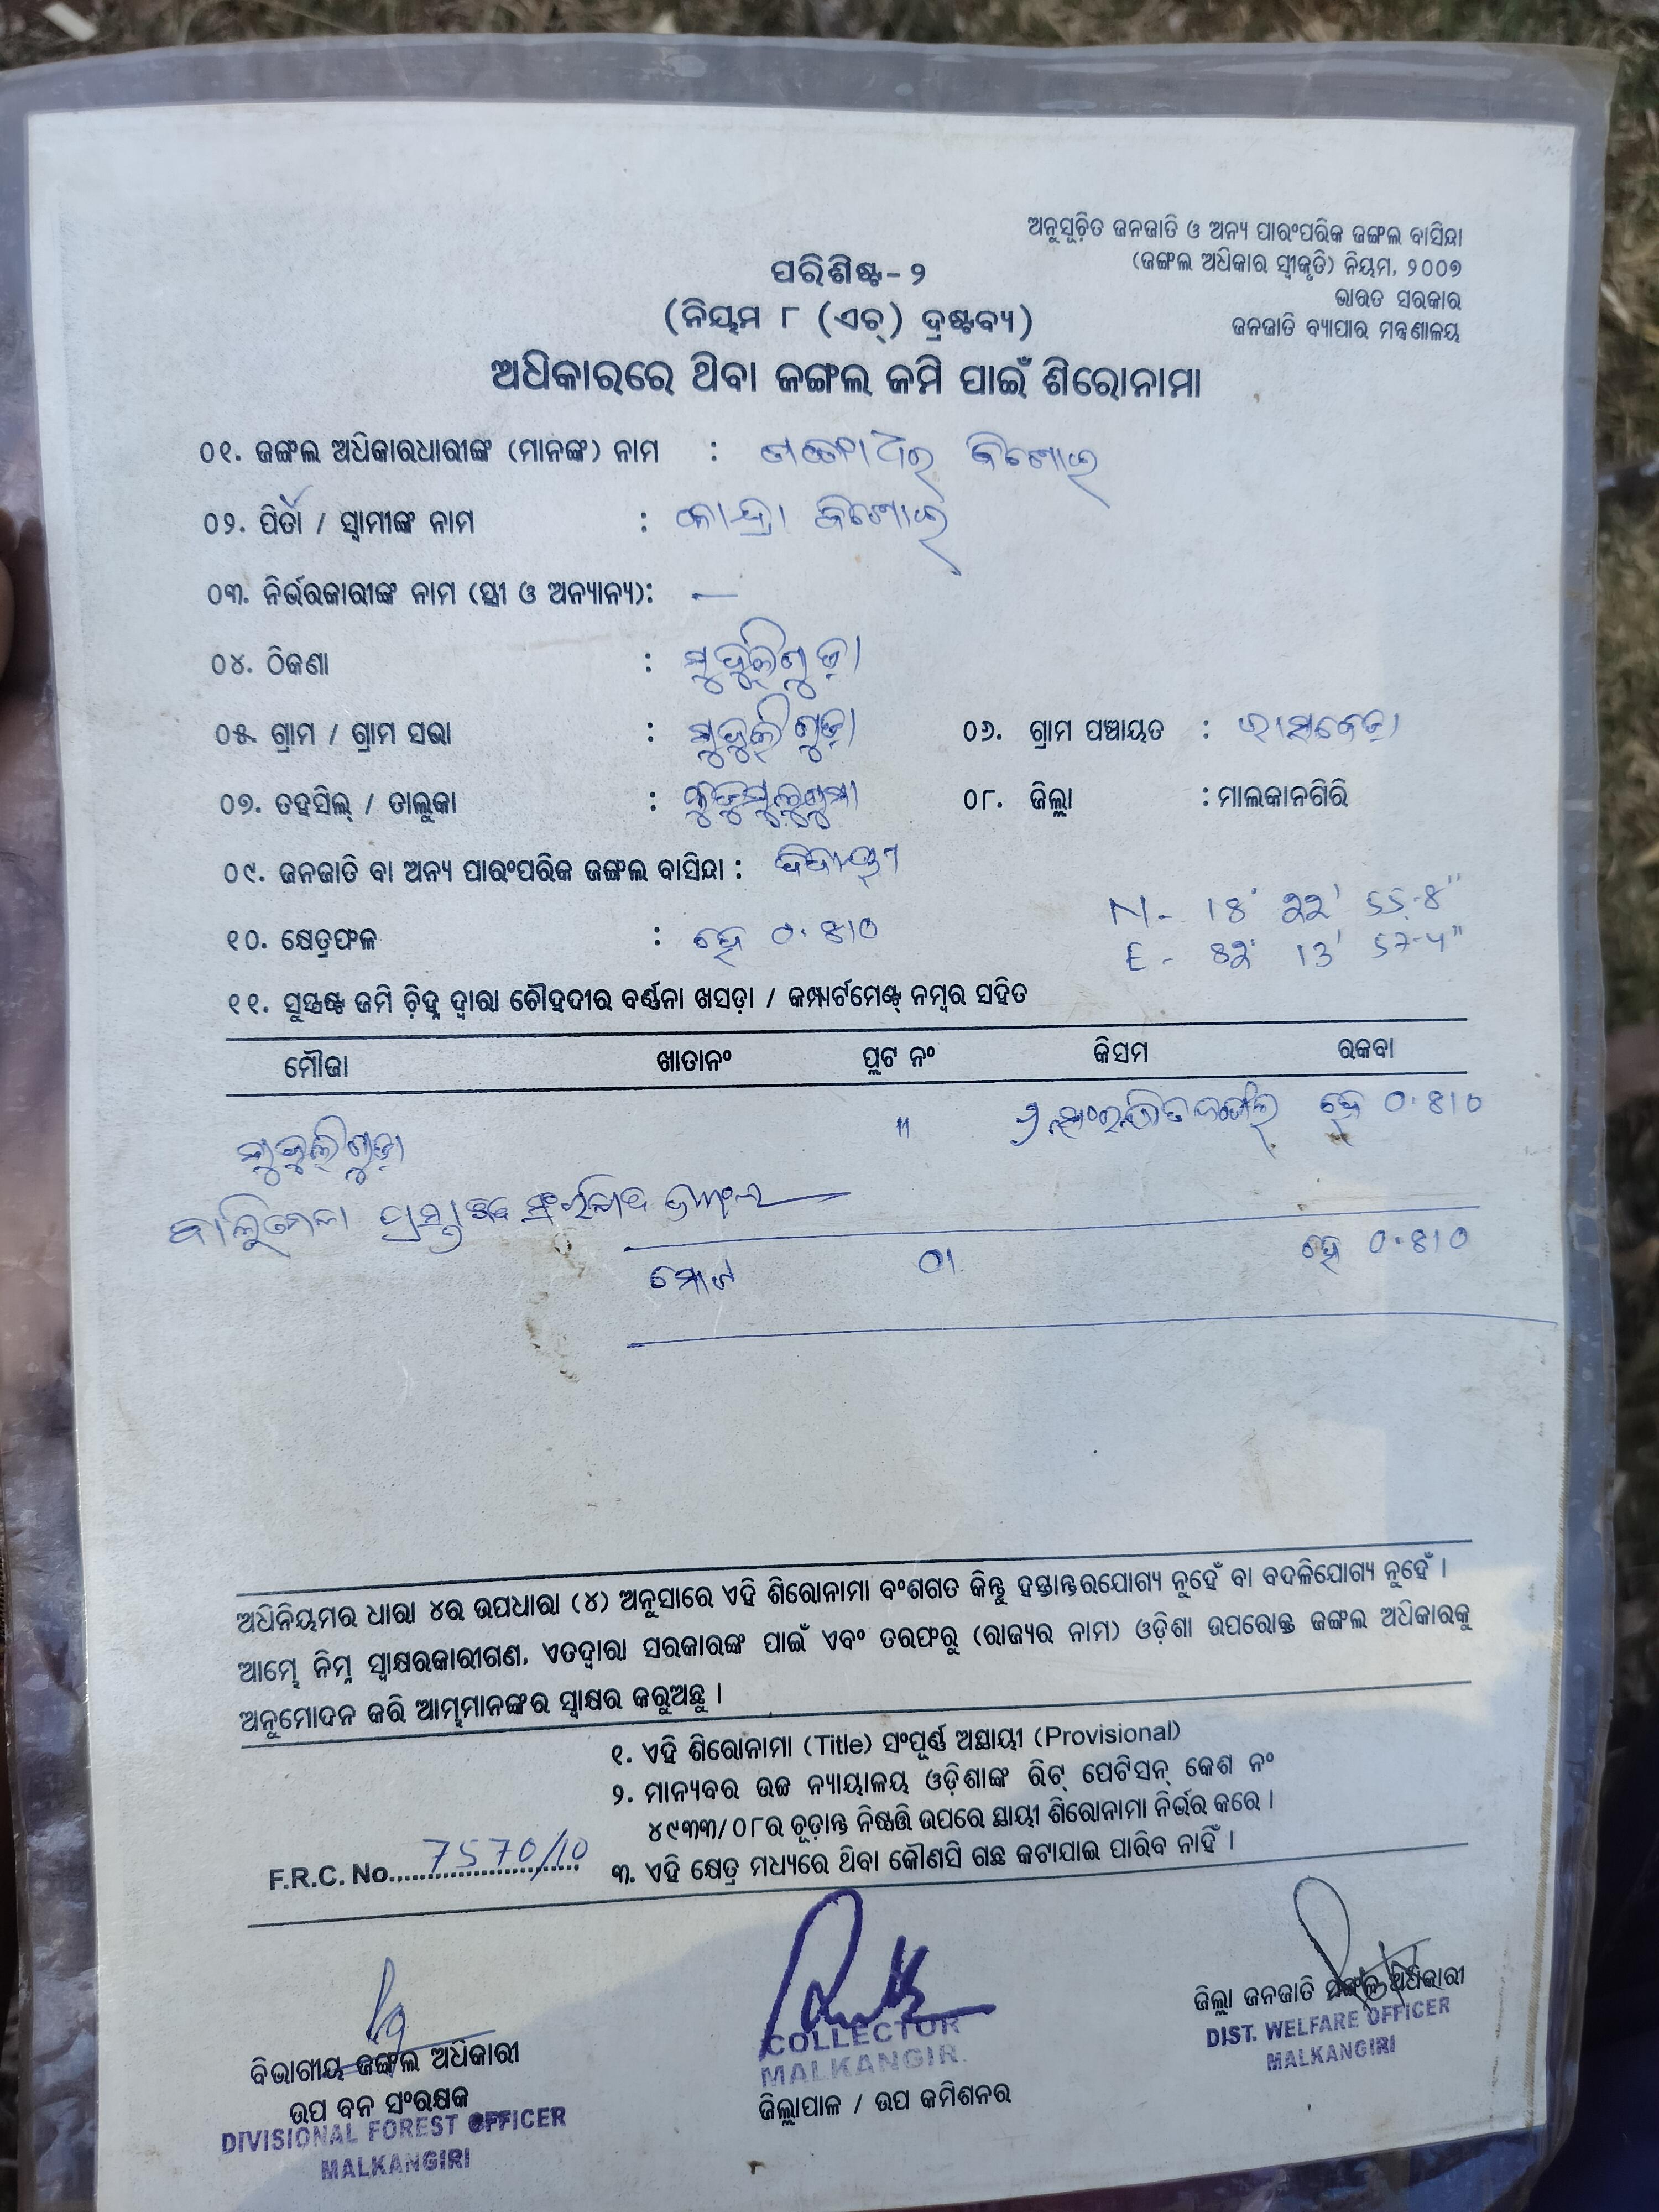 ଅନୁସୂଚିତ ଜନଜାତି ଓ ଅନ୍ୟ ପାରଂପରିକ ଜଙ୍ଗଲ ବାସିନ୍ଦା
(ଜଙ୍ଗଲ ଅଧିକାର ସ୍ୱୀକୃତି) ନିୟମ, ୨୦୦୭
ଭାରତ ସରକାର
ଜନଜାତି ବ୍ୟାପାର ମନ୍ତ୍ରଣାଳୟ
ପରିଶିଷ୍ଟ-୨
(ନିୟମ ୮ (ଏଚ୍) ଦ୍ରଷ୍ଟବ୍ୟ)
ଅଧିକାରରେ ଥିବା ଜଙ୍ଗଲ ଜମି ପାଇଁ ଶିରୋନାମା
୦୧. ଜଙ୍ଗଲ ଅଧିକାରଧାରୀଙ୍କ (ମାନଙ୍କ) ନାମ :
୦୨. ପିତା / ସ୍ୱାମୀଙ୍କ ନାମ :
୦୩. ନିର୍ଭରକାରୀଙ୍କ ନାମ (ସ୍ତ୍ରୀ ଓ ଅନ୍ୟାନ୍ୟ): —
୦୪. ଠିକଣା : ମୁଦୁଲିଗୁଡ଼ା
୦୫. ଗ୍ରାମ / ଗ୍ରାମ ସଭା : ମୁଦୁଲିଗୁଡ଼ା ୦୬. ଗ୍ରାମ ପଞ୍ଚାୟତ : ରାସବେଡ଼ା
୦୭. ତହସିଲ୍ / ତାଲୁକା : କୁଡୁମୁଲୁଗୁମା ୦୮. ଜିଲ୍ଲା : ମାଲକାନଗିରି
୦୯. ଜନଜାତି ବା ଅନ୍ୟ ପାରଂପରିକ ଜଙ୍ଗଲ ବାସିନ୍ଦା :
୧୦. କ୍ଷେତ୍ରଫଳ : ହେ ୦.୫୧୦
N- 18° 22' 55.8"
E- 82° 13' 57.4"
୧୧. ସୁସ୍ପଷ୍ଟ ଜମି ଚିହ୍ନ ଦ୍ୱାରା ଚୌହଦୀର ବର୍ଣ୍ଣନା ଖସଡ଼ା / କମ୍ପାର୍ଟମେଣ୍ଟ ନମ୍ବର ସହିତ
ମୌଜା ଖାତାନଂ ପ୍ଲଟ ନଂ କିସମ ରକବା
ମୁଦୁଲିଗୁଡ଼ା " ହେ ୦.୫୧୦
ବାଲିମେଳା ପ୍ରସ୍ତାବିତ ସଂରକ୍ଷିତ ଜଙ୍ଗଲ
ମୋଟ ୦୧ ହେ ୦.୫୧୦
ଅଧିନିୟମର ଧାରା ୪ର ଉପଧାରା (୪) ଅନୁସାରେ ଏହି ଶିରୋନାମା ବଂଶଗତ କିନ୍ତୁ ହସ୍ତାନ୍ତରଯୋଗ୍ୟ ନୁହେଁ ବା ବଦଳିଯୋଗ୍ୟ ନୁହେଁ ।
ଆମ୍ଭେ ନିମ୍ନ ସ୍ୱାକ୍ଷରକାରୀଗଣ, ଏତଦ୍ୱାରା ସରକାରଙ୍କ ପାଇଁ ଏବଂ ତରଫରୁ (ରାଜ୍ୟର ନାମ) ଓଡ଼ିଶା ଉପରୋକ୍ତ ଜଙ୍ଗଲ ଅଧିକାରକୁ
ଅନୁମୋଦନ କରି ଆମ୍ଭମାନଙ୍କର ସ୍ୱାକ୍ଷର କରୁଅଛୁ ।
୧. ଏହି ଶିରୋନାମା (Title) ସଂପୂର୍ଣ୍ଣ ଅସ୍ଥାୟୀ (Provisional)
୨. ମାନ୍ୟବର ଉଚ୍ଚ ନ୍ୟାୟାଳୟ ଓଡ଼ିଶାଙ୍କ ରିଟ୍ ପେଟିସନ୍ କେଶ ନଂ
୪୯୩୩/୦୮ର ଚୂଡ଼ାନ୍ତ ନିଷ୍ପତ୍ତି ଉପରେ ସ୍ଥାୟୀ ଶିରୋନାମା ନିର୍ଭର କରେ ।
୩. ଏହି କ୍ଷେତ୍ର ମଧ୍ୟରେ ଥିବା କୌଣସି ଗଛ କଟାଯାଇ ପାରିବ ନାହିଁ ।
F.R.C. No. 7570/10
ବିଭାଗୀୟ ଜଙ୍ଗଲ ଅଧିକାରୀ
ଉପ ବନ ସଂରକ୍ଷକ
DIVISIONAL FOREST OFFICER
MALKANGIRI
COLLECTOR
MALKANGIRI
ଜିଲ୍ଲାପାଳ / ଉପ କମିଶନର
ଜିଲ୍ଲା ଜନଜାତି ମଙ୍ଗଳ ଅଧିକାରୀ
DIST. WELFARE OFFICER
MALKANGIRI